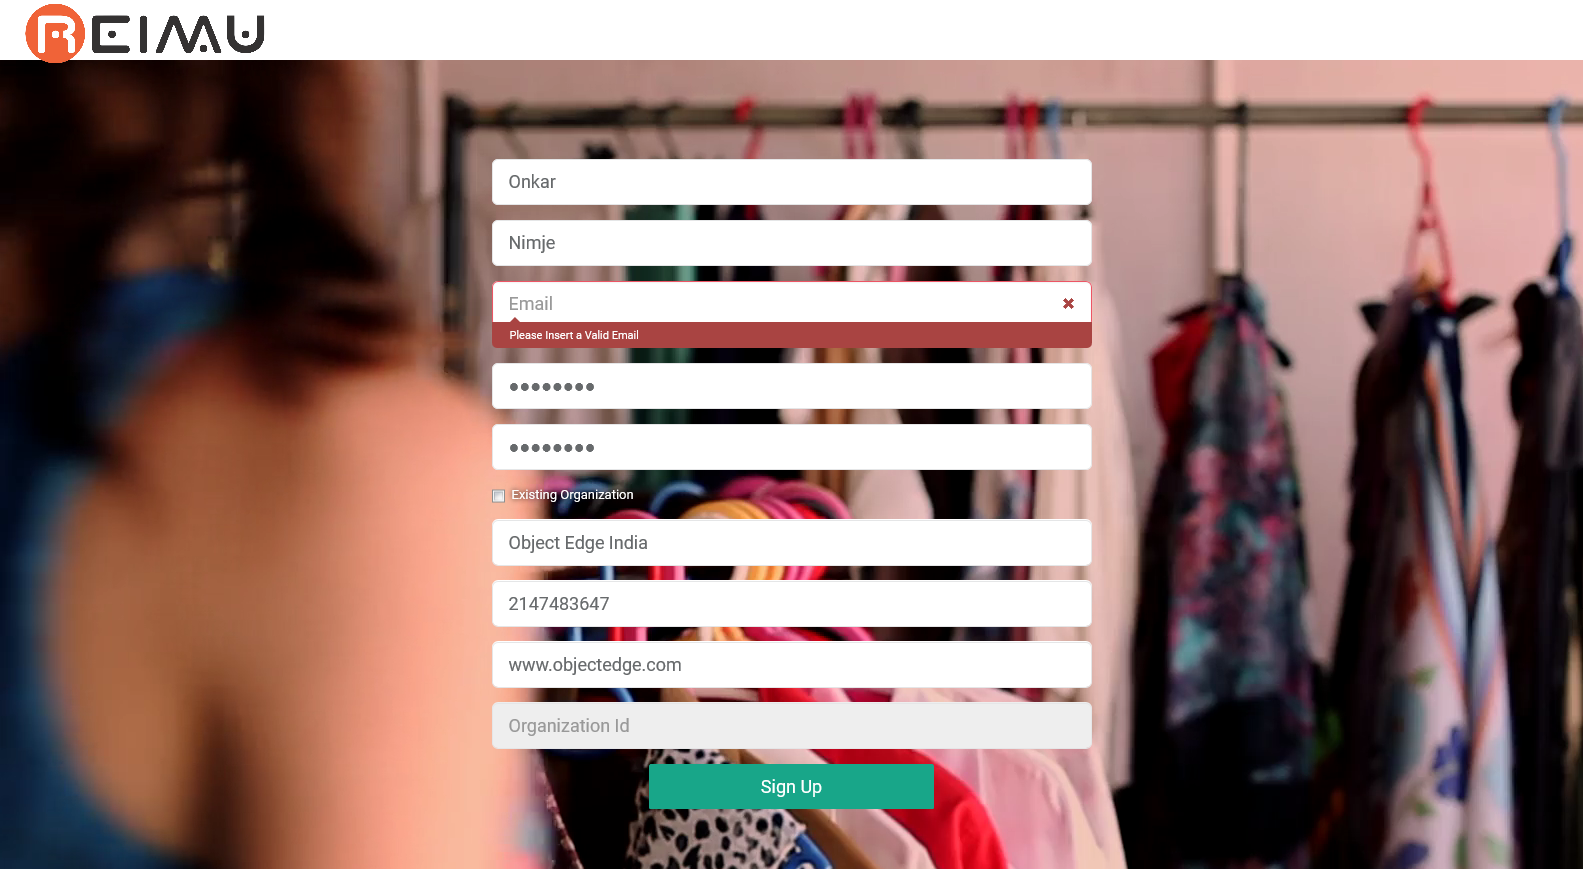 REIMU
Onkar
Nimje
Email
Please Insert a Valid Email
••••••••
••••••••
Existing Organization
Object Edge India
2147483647
www.objectedge.com
Organization Id
Sign Up